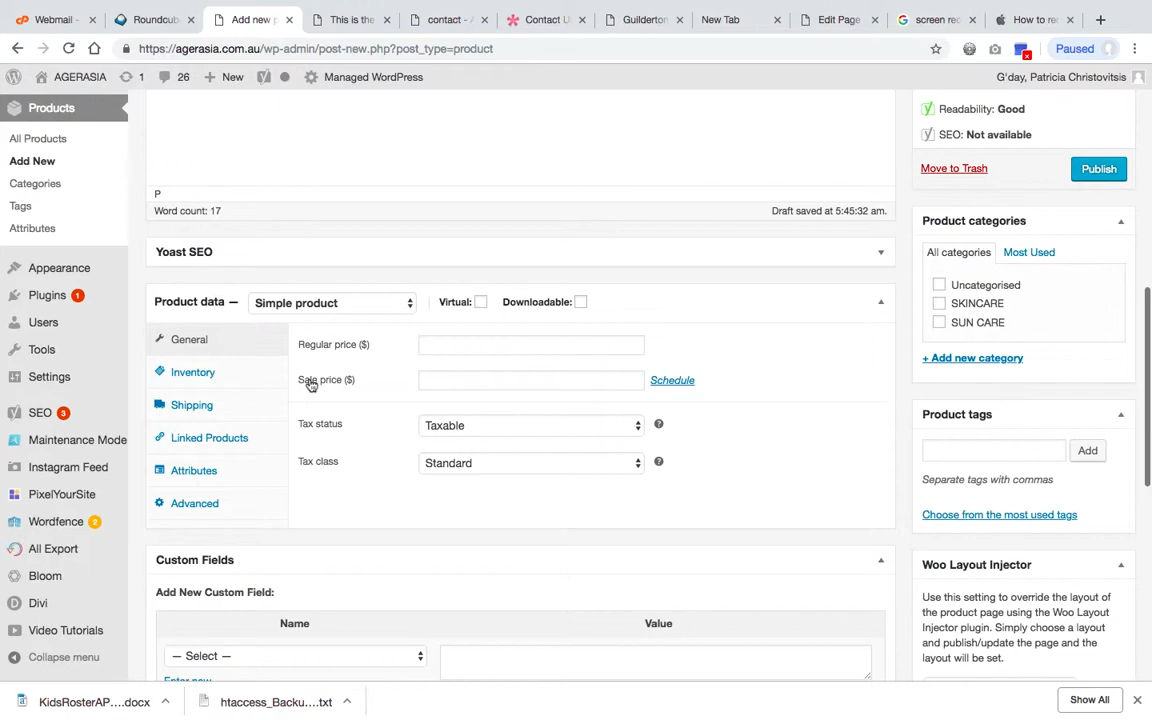 Webmail -
Roundcub
Add new p
This is the
contact - A
Contact U
Guilderton
New Tab
Edit Page
screen rec
How to re
https://agerasia.com.au/wp-admin/post-new.php?post_type=product
Paused
AGERASIA
1
26
New
Managed WordPress
G'day, Patricia Christovitsis
Products
All Products
Add New
Categories
Tags
Attributes
Appearance
Plugins 1
Users
Tools
Settings
SEO 3
Maintenance Mode
Instagram Feed
PixelYourSite
Wordfence 2
All Export
Bloom
Divi
Video Tutorials
Collapse menu
P
Word count: 17
Draft saved at 5:45:32 am.
Yoast SEO
Product data —
Simple product
Virtual:
Downloadable:
General
Inventory
Shipping
Linked Products
Attributes
Advanced
Regular price ($)
Sale price ($)
Schedule
Tax status
Taxable
Tax class
Standard
Custom Fields
Add New Custom Field:
Name
Value
— Select —
Enter new
Readability: Good
SEO: Not available
Move to Trash
Publish
Product categories
All categories
Most Used
Uncategorised
SKINCARE
SUN CARE
+ Add new category
Product tags
Add
Separate tags with commas
Choose from the most used tags
Woo Layout Injector
Use this setting to override the layout of
the product page using the Woo Layout
Injector plugin. Simply choose a layout
and publish/update the page and the
layout will be set.
KidsRosterAP....docx
htaccess_Backu....txt
Show All